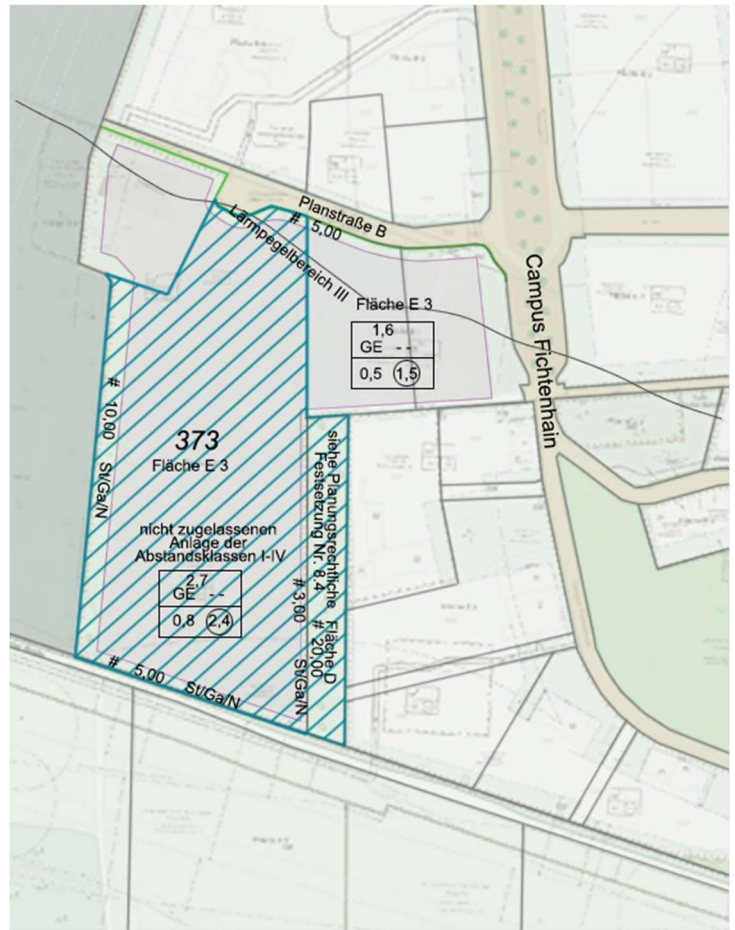 Planstraße B
# 5,00
Lärmpegelbereich III
Campus Fichtenhain
Fläche E 3
1,6
GE - -
0,5 1,5
# 10,00 St/Ga/N
373
Fläche E 3
nicht zugelassenen
Anlage der
Abstandsklassen I-IV
2,7
GE - -
0,8 2,4
siehe Planungsrechtliche Fläche D
Festsetzung Nr. 8.4 # 20,00
# 3,00 St/Ga/N
# 5,00 St/Ga/N